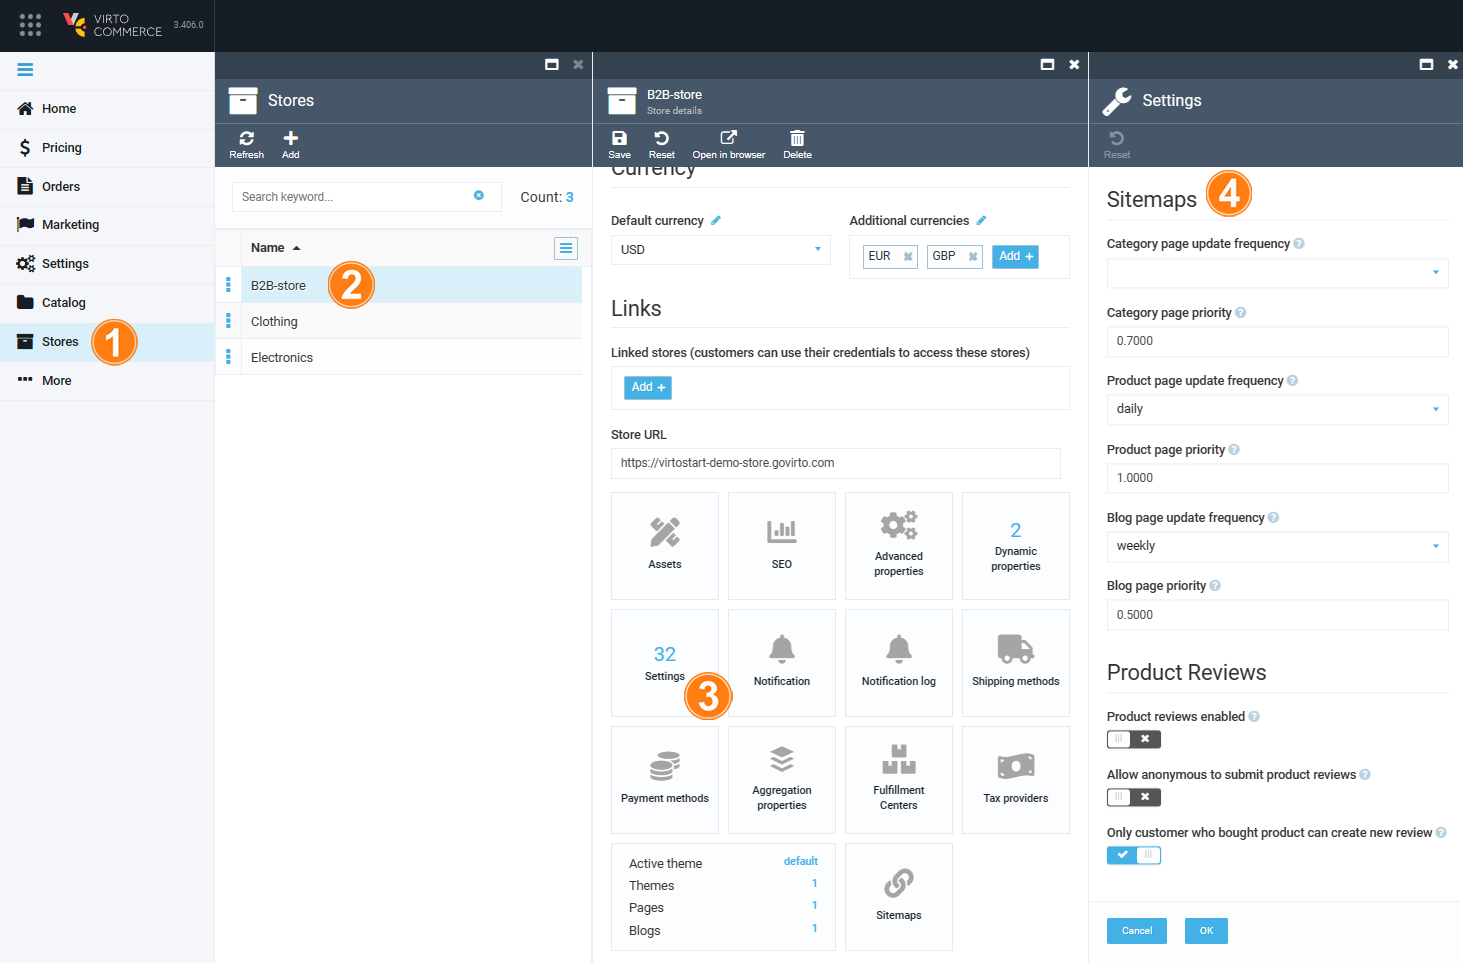 VIRTO
COMMERCE
3.406.0
Home
Pricing
Orders
Marketing
Settings
Catalog
Stores
1
More
Stores
Refresh
Add
Search keyword...
Count: 3
Name
B2B-store
2
Clothing
Electronics
B2B-store
Store details
Save
Reset
Open in browser
Delete
Currency
Default currency
Additional currencies
USD
EUR
GBP
Add +
Links
Linked stores (customers can use their credentials to access these stores)
Add +
Store URL
https://virtostart-demo-store.govirto.com
Assets
SEO
Advanced
properties
2
Dynamic
properties
32
Settings
3
Notification
Notification log
Shipping methods
Payment methods
Aggregation
properties
Fulfillment
Centers
Tax providers
Active theme default
Themes 1
Pages 1
Blogs 1
Sitemaps
Settings
Reset
Sitemaps
4
Category page update frequency ?
Category page priority ?
0.7000
Product page update frequency ?
daily
Product page priority ?
1.0000
Blog page update frequency ?
weekly
Blog page priority ?
0.5000
Product Reviews
Product reviews enabled ?
Allow anonymous to submit product reviews ?
Only customer who bought product can create new review ?
Cancel
OK